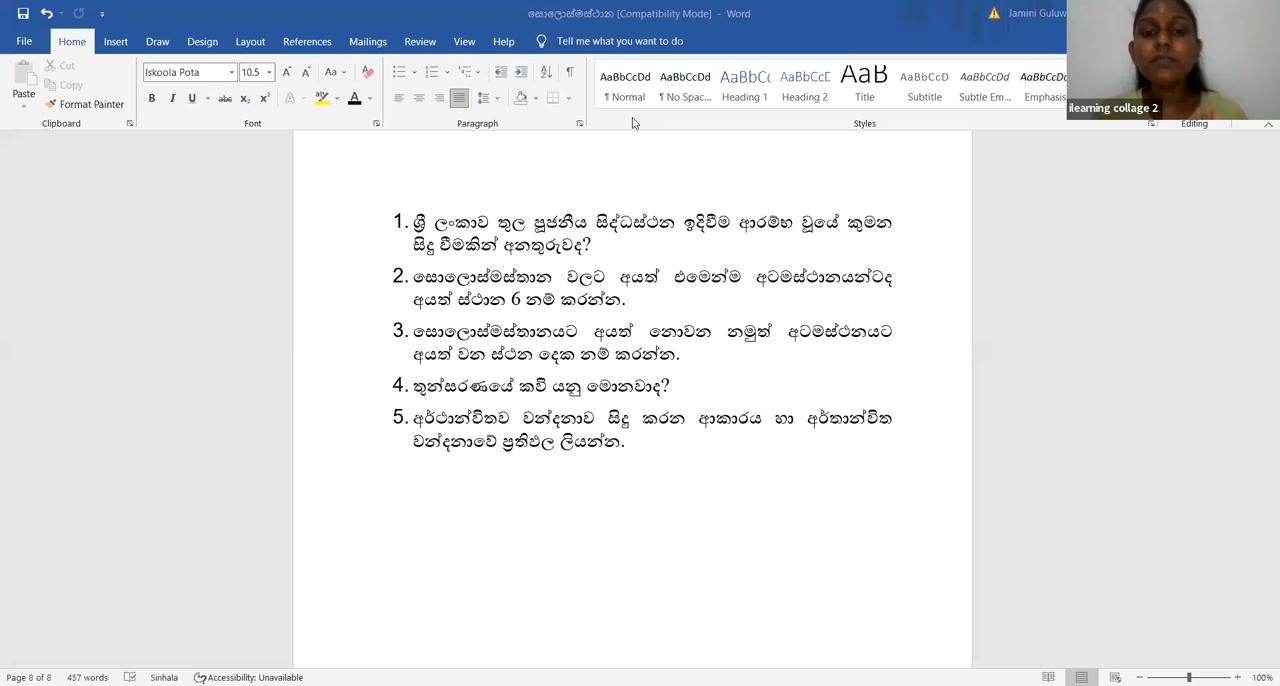 සොලොස්මස්ථාන [Compatibility Mode] - Word
Jamini Guluw
File Home Insert Draw Design Layout References Mailings Review View Help Tell me what you want to do
Paste
Cut
Copy
Format Painter
Iskoola Pota 10.5
AaBbCcDd AaBbCcDd AaBbCc AaBbCcD AaB AaBbCcDd AaBbCcDd AaBbCcDd
¶ Normal ¶ No Spac... Heading 1 Heading 2 Title Subtitle Subtle Em... Emphasis
ilearning collage 2
Clipboard Font Paragraph Styles Editing
1. ශ්‍රී ලංකාව තුල පූජනීය සිද්ධස්ථන ඉදිවීම ආරම්භ වූයේ කුමන
සිදු වීමකින් අනතුරුවද?
2. සොලොස්මස්තාන වලට අයත් එමෙන්ම අටමස්ථානයන්ටද
අයත් ස්ථාන 6 නම් කරන්න.
3. සොලොස්මස්තානයට අයත් නොවන නමුත් අටමස්ථනයට
අයත් වන ස්ථන දෙක නම් කරන්න.
4. තුන්සරණයේ කවි යනු මොනවාද?
5. අර්ථාන්විතව වන්දනාව සිදු කරන ආකාරය හා අර්තාන්විත
වන්දනාවේ ප්‍රතිඵල ලියන්න.
Page 8 of 8 457 words Sinhala Accessibility: Unavailable 100%